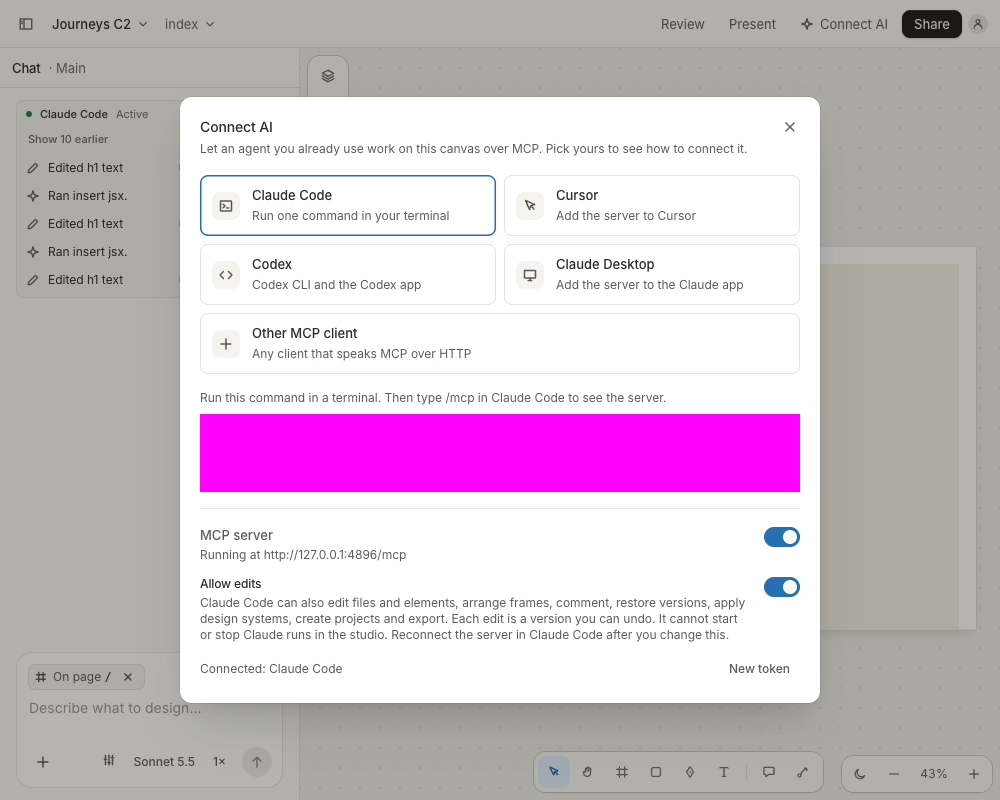 Journeys C2
index
Review
Present
Connect AI
Share
Chat · Main
Claude Code Active
Show 10 earlier
Edited h1 text
Ran insert jsx.
Edited h1 text
Ran insert jsx.
Edited h1 text
Connect AI
Let an agent you already use work on this canvas over MCP. Pick yours to see how to connect it.
Claude Code
Run one command in your terminal
Cursor
Add the server to Cursor
Codex
Codex CLI and the Codex app
Claude Desktop
Add the server to the Claude app
Other MCP client
Any client that speaks MCP over HTTP
Run this command in a terminal. Then type /mcp in Claude Code to see the server.
MCP server
Running at http://127.0.0.1:4896/mcp
Allow edits
Claude Code can also edit files and elements, arrange frames, comment, restore versions, apply
design systems, create projects and export. Each edit is a version you can undo. It cannot start
or stop Claude runs in the studio. Reconnect the server in Claude Code after you change this.
Connected: Claude Code
New token
On page /
Describe what to design...
Sonnet 5.5
1×
43%